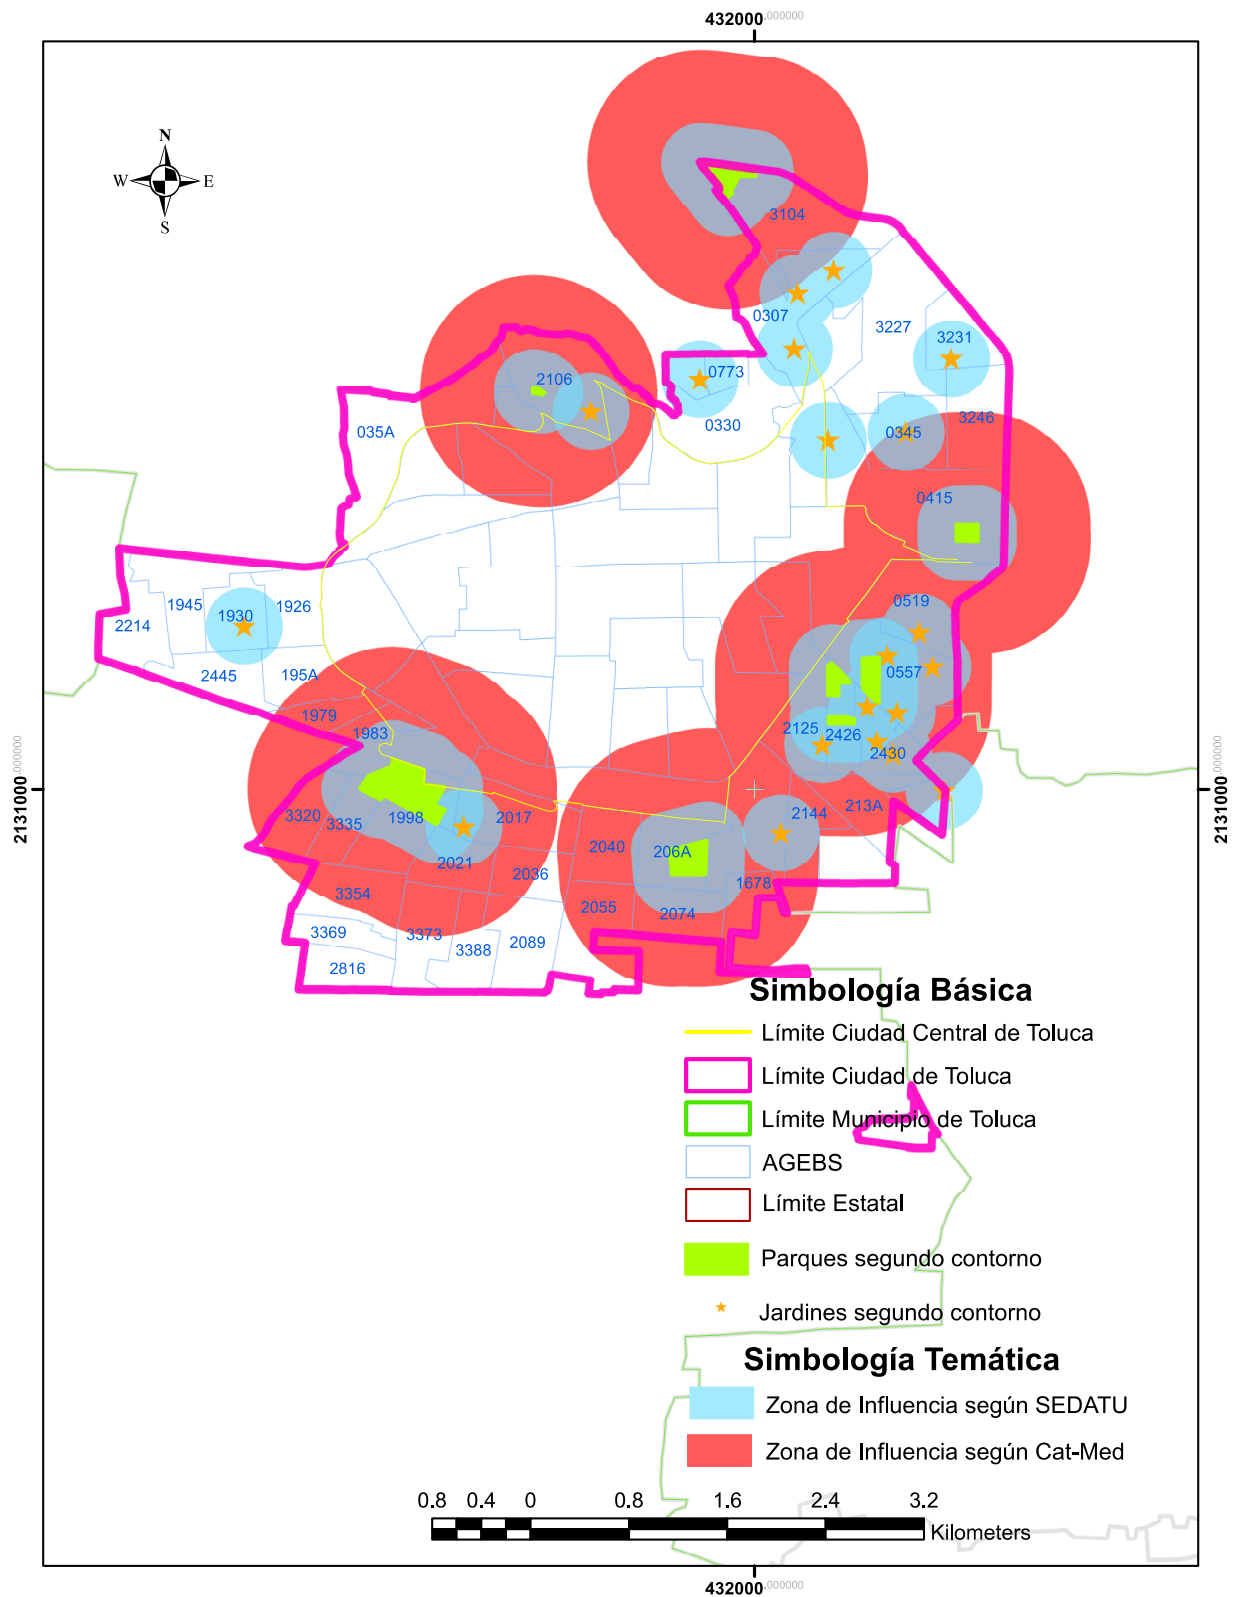 432000.000000
N
W E
S
3104
0307
3227
3231
0773
2106
0330
0345
3246
035A
0415
1945
1930
1926
0519
2214
2445
195A
0557
1979
1983
2125
2426
2430
2131000.000000
2131000.000000
3320
3335
1998
2017
2144
213A
2021
2040
206A
2036
1678
3354
2055
2074
3369
3373
3388
2089
2816
Simbología Básica
Límite Ciudad Central de Toluca
Límite Ciudad de Toluca
Límite Municipio de Toluca
AGEBS
Límite Estatal
Parques segundo contorno
Jardines segundo contorno
Simbología Temática
Zona de Influencia según SEDATU
Zona de Influencia según Cat-Med
0.8 0.4 0 0.8 1.6 2.4 3.2
Kilometers
432000.000000